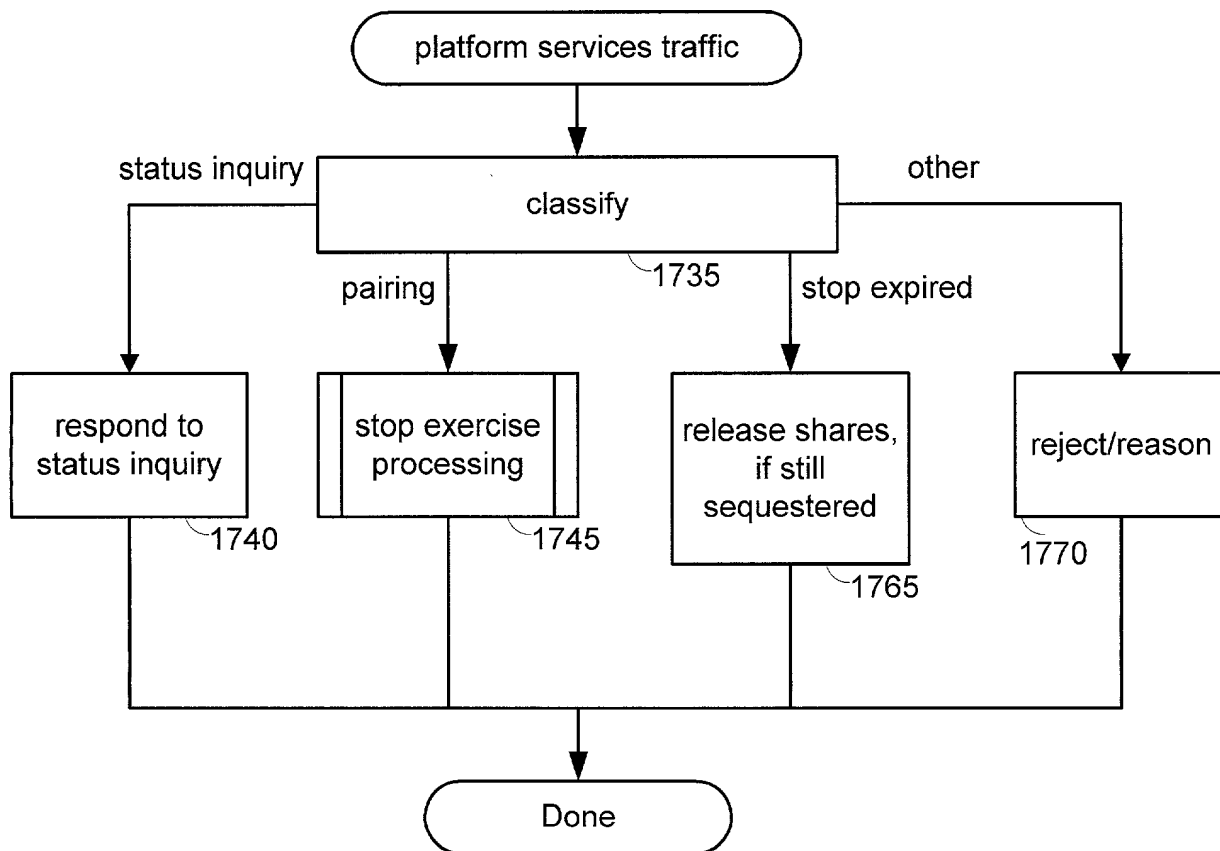 platform services traffic
status inquiry
other
classify
1735
pairing
stop expired
respond to
status inquiry
1740
stop exercise
processing
1745
release shares,
if still
sequestered
1765
reject/reason
1770
Done